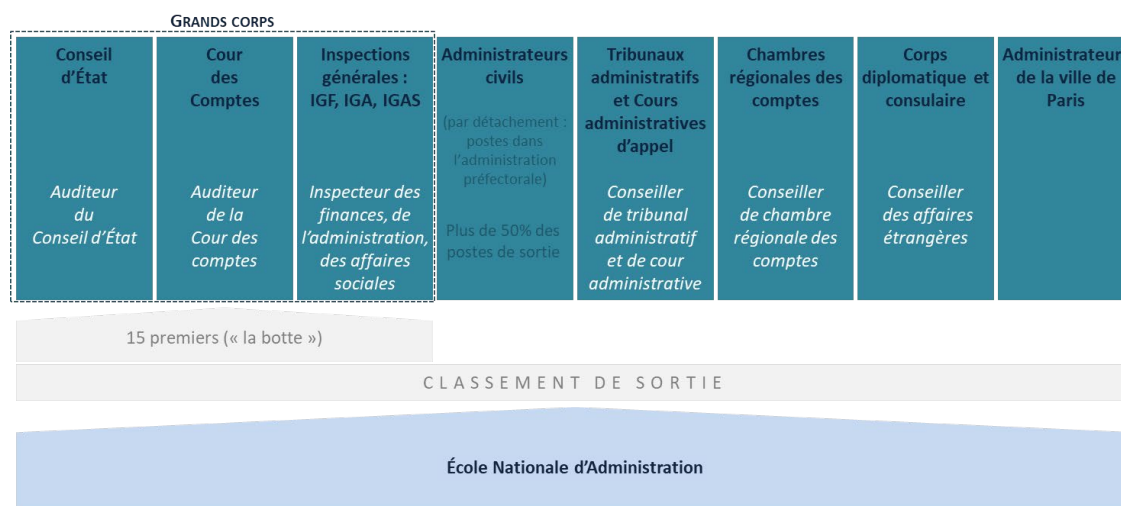 GRANDS CORPS
Conseil
d'État
Auditeur
du
Conseil d'État
Cour
des
Comptes
Auditeur
de la
Cour des
comptes
Inspections
générales :
IGF, IGA, IGAS
Inspecteur des
finances, de
l'administration,
des affaires
sociales
Administrateurs
civils
(par détachement :
postes dans
l'administration
préfectorale)
Plus de 50% des
postes de sortie
Tribunaux
administratifs
et Cours
administratives
d'appel
Conseiller
de tribunal
administratif
et de cour
administrative
Chambres
régionales des
comptes
Conseiller
de chambre
régionale des
comptes
Corps
diplomatique et
consulaire
Conseiller
des affaires
étrangères
Administrateur
de la ville de
Paris
15 premiers (« la botte »)
CLASSEMENT DE SORTIE
École Nationale d'Administration